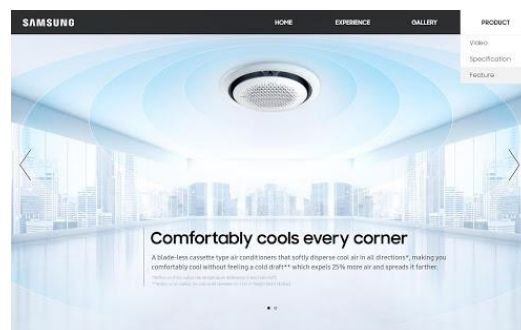 SAMSUNG
HOME
EXPERIENCE
GALLERY
PRODUCT
Video
Specification
Feature
Comfortably cools every corner
A blade-less cassette type air conditioners that softly disperse cool air in all directions*, making you
comfortably cool without feeling a cold draft** which expels 25% more air and spreads it farther.